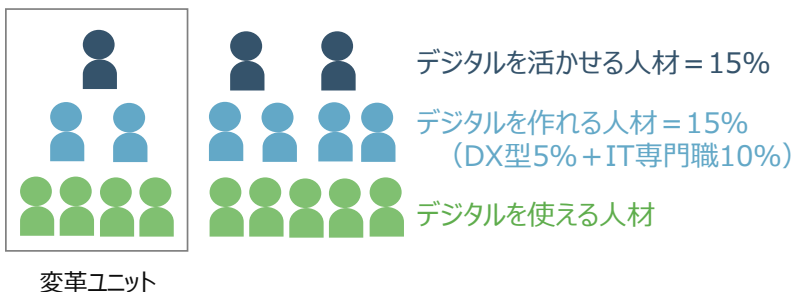 デジタルを活かせる人材＝15%
デジタルを作れる人材＝15%
（DX型5%＋IT専門職10%）
デジタルを使える人材
変革ユニット